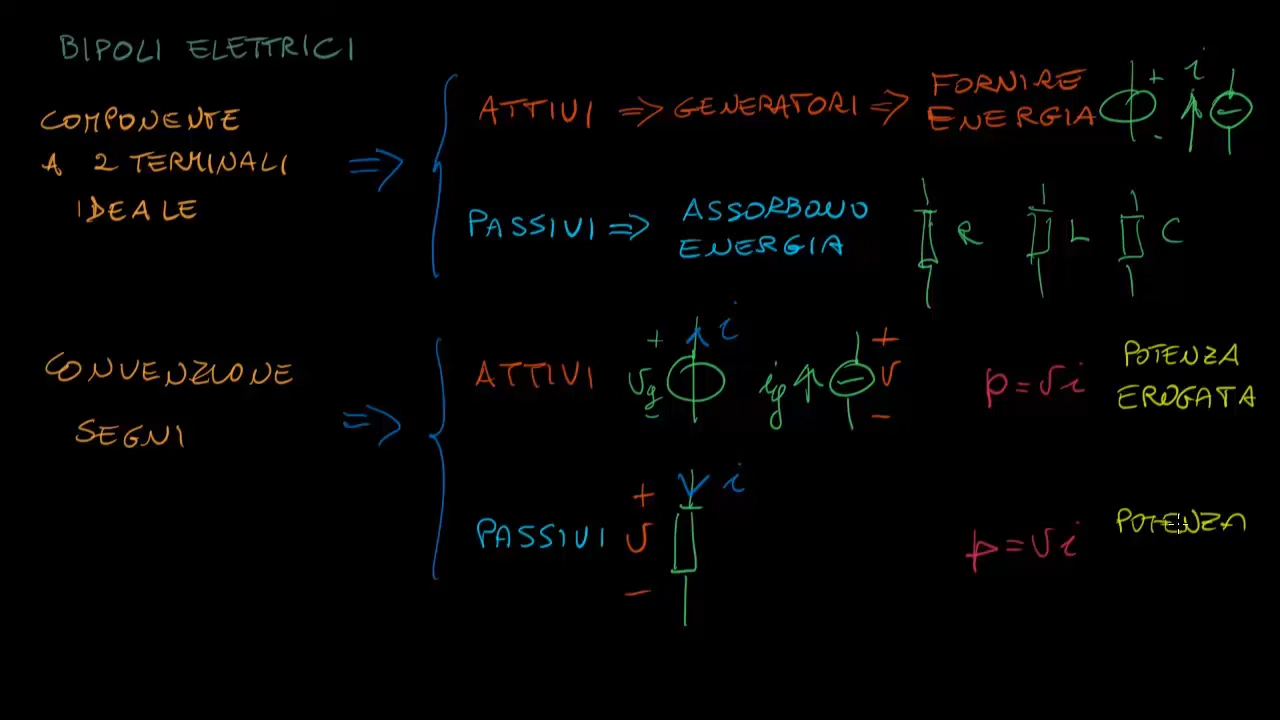 BIPOLI ELETTRICI
COMPONENTE
A 2 TERMINALI
IDEALE
⇒
ATTIVI ⇒ GENERATORI ⇒ FORNIRE
ENERGIA
+
-
i
PASSIVI ⇒ ASSORBONO
ENERGIA
R L C
CONVENZIONE
SEGNI
⇒
ATTIVI
+
vg
-
i
ig
+
v
-
p = vi
POTENZA
EROGATA
PASSIVI
+
v
-
i
p = vi
POTENZA